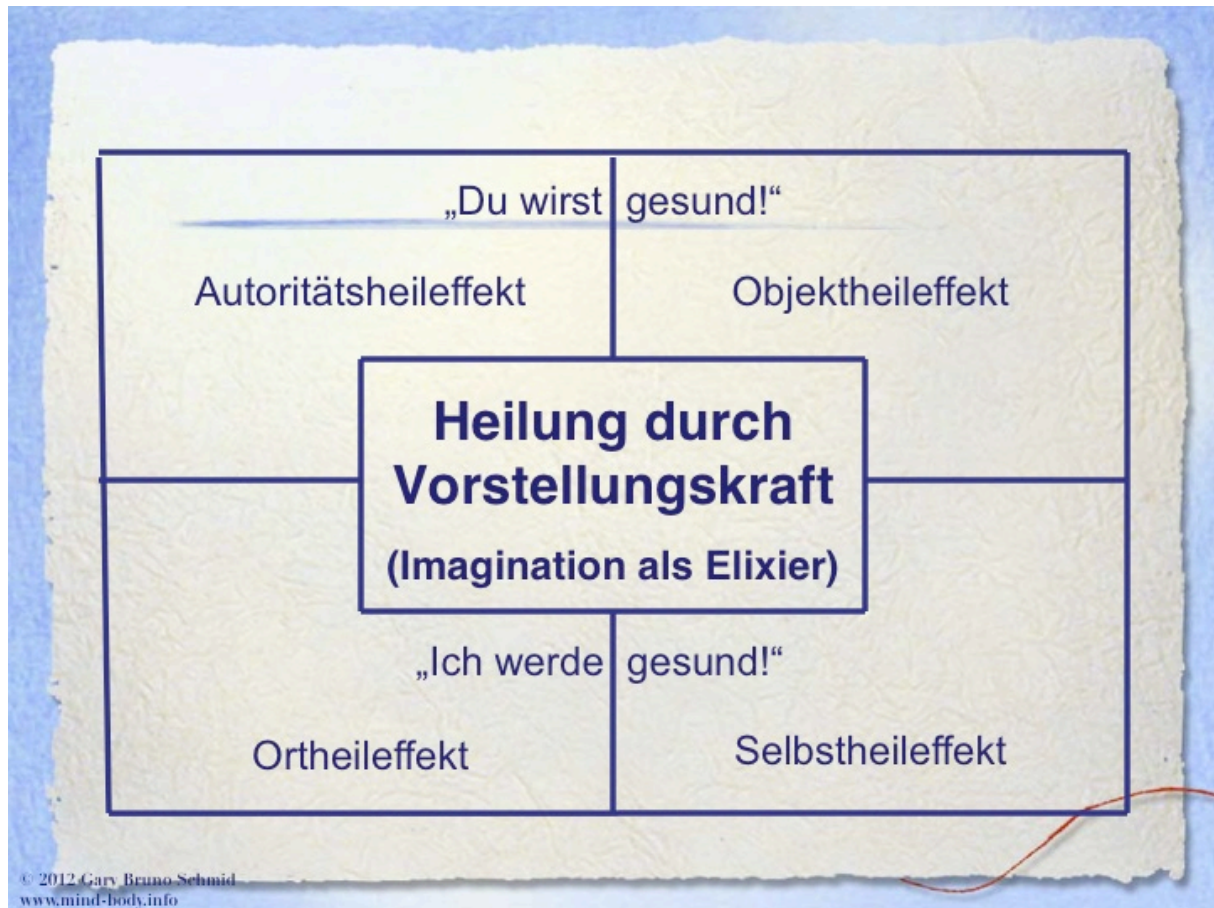 „Du wirst gesund!“
Autoritätsheileffekt
Objektheileffekt
Heilung durch
Vorstellungskraft
(Imagination als Elixier)
„Ich werde gesund!“
Ortheileffekt
Selbstheileffekt
© 2012 Gary Bruno Schmid
www.mind-body.info